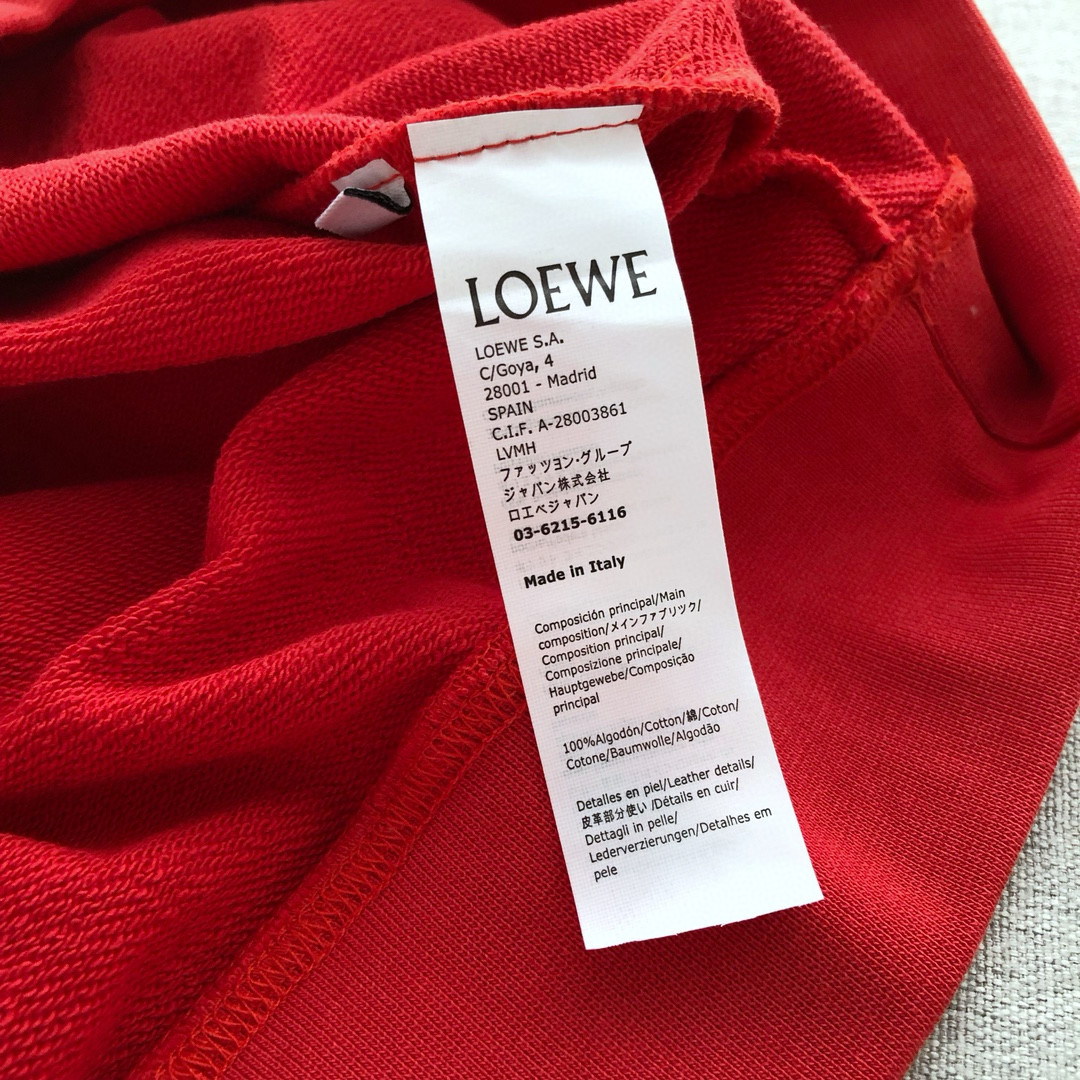 LOEWE
LOEWE S.A.
C/Goya, 4
28001 - Madrid
SPAIN
C.I.F. A-28003861
LVMH
ファッツヨン·グループ
ジャパン株式会社
ロエベジャパン
03-6215-6116
Made in Italy
Composición principal/Main
composition/メインファブリツク/
Composition principal/
Composizione principale/
Hauptgewebe/Composição
principal
100%Algodón/Cotton/綿/Coton/
Cotone/Baumwolle/Algodão
Detalles en piel/Leather details/
皮革部分使い /Détails en cuir/
Dettagli in pelle/
Lederverzierungen/Detalhes em
pele